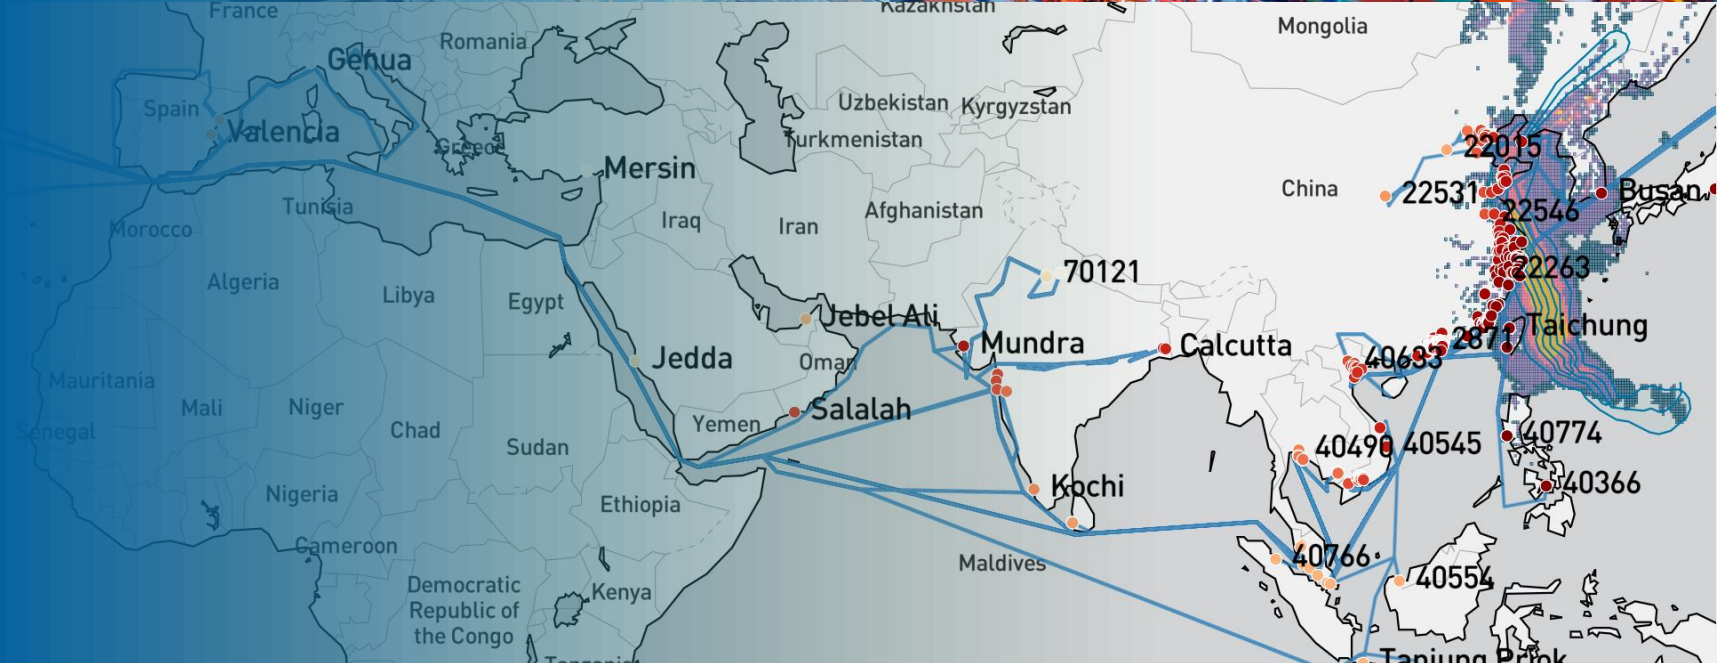 France
Kazakhstan
Mongolia
Romania
Genua
Uzbekistan
Kyrgyzstan
Spain
Valencia
Turkmenistan
Greece
22015
Mersin
China
22531
Busan
Tunisia
Iraq
Iran
Afghanistan
22546
Morocco
Algeria
Libya
Egypt
70121
22263
Jebel Ali
Taichung
Mundra
Calcutta
2871
Jedda
Oman
40633
Mauritania
Mali
Niger
Chad
Yemen
Salalah
Senegal
Sudan
40490
40545
40774
Nigeria
Ethiopia
Kochi
40366
Cameroon
Maldives
40766
40554
Democratic
Republic of
the Congo
Kenya
Tanzania
Tanjung Priok